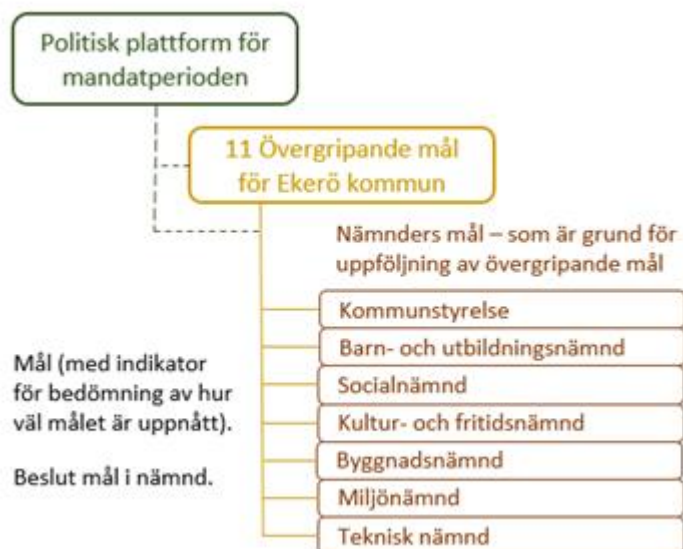 Politisk plattform för
mandatperioden
11 Övergripande mål
för Ekerö kommun
Nämnders mål – som är grund för
uppföljning av övergripande mål
Kommunstyrelse
Barn- och utbildningsnämnd
Socialnämnd
Kultur- och fritidsnämnd
Byggnadsnämnd
Miljönämnd
Teknisk nämnd
Mål (med indikator
för bedömning av hur
väl målet är uppnått).
Beslut mål i nämnd.